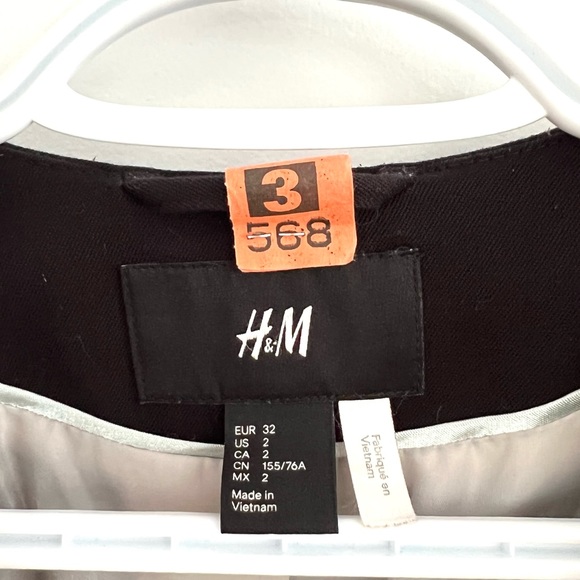 3
568
H&M
EUR 32
US 2
CA 2
CN 155/76A
MX 2
Made in
Vietnam
Fabriqué en
Vietnam